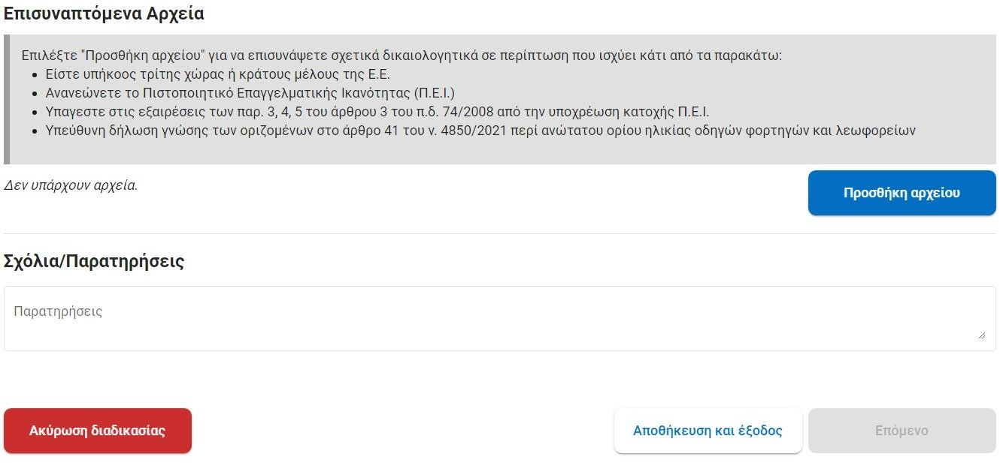 Επισυναπτόμενα Αρχεία
Επιλέξτε "Προσθήκη αρχείου" για να επισυνάψετε σχετικά δικαιολογητικά σε περίπτωση που ισχύει κάτι από τα παρακάτω:
• Είστε υπήκοος τρίτης χώρας ή κράτους μέλους της Ε.Ε.
• Ανανεώνετε το Πιστοποιητικό Επαγγελματικής Ικανότητας (Π.Ε.Ι.)
• Υπαγεστε στις εξαιρέσεις των παρ. 3, 4, 5 του άρθρου 3 του π.δ. 74/2008 από την υποχρέωση κατοχής Π.Ε.Ι.
• Υπεύθυνη δήλωση γνώσης των οριζομένων στο άρθρο 41 του ν. 4850/2021 περί ανώτατου ορίου ηλικίας οδηγών φορτηγών και λεωφορείων
Δεν υπάρχουν αρχεία.
Προσθήκη αρχείου
Σχόλια/Παρατηρήσεις
Παρατηρήσεις
Ακύρωση διαδικασίας
Αποθήκευση και έξοδος
Επόμενο